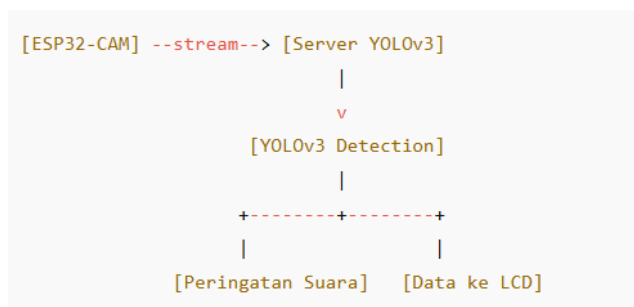 [ESP32-CAM] --stream--> [Server YOLOv3]
|
v
[YOLOv3 Detection]
|
+--------+--------+
| |
[Peringatan Suara] [Data ke LCD]